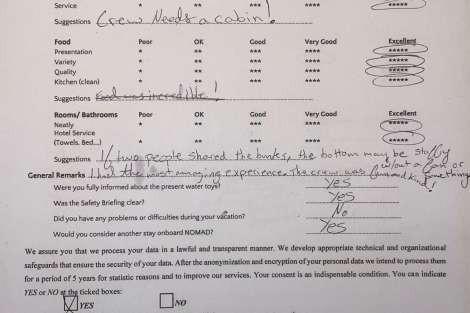 Service * ** *** **** *****
Suggestions Crew Needs a cabin!
Food Poor OK Good Very Good Excellent
Presentation * ** *** **** *****
Variety * ** *** **** *****
Quality * ** *** **** *****
Kitchen (clean) * ** *** **** *****
Suggestions Food was incredible!
Rooms/ Bathrooms Poor OK Good Very Good Excellent
Neatly * ** *** **** *****
Hotel Service
(Towels, Bed...) * ** *** **** *****
Suggestions If two people shared the bunks, the bottom may be stuffy
w/out a fan or something
General Remarks I had the most amazing experience. The crew was fun and kind!
Were you fully informed about the present water toys? Yes
Was the Safety Briefing clear? Yes
Did you have any problems or difficulties during your vacation? No
Would you consider another stay onboard NOMAD? Yes
We assure you that we process your data in a lawful and transparent manner. We develop appropriate technical and organizational
safeguards that ensure the security of your data. After the anonymization and encryption of your personal data we intend to process them
for a period of 5 years for statistic reasons and to improve our services. Your consent is an indispensable condition. You can indicate
YES or NO at the ticked boxes:
YES NO